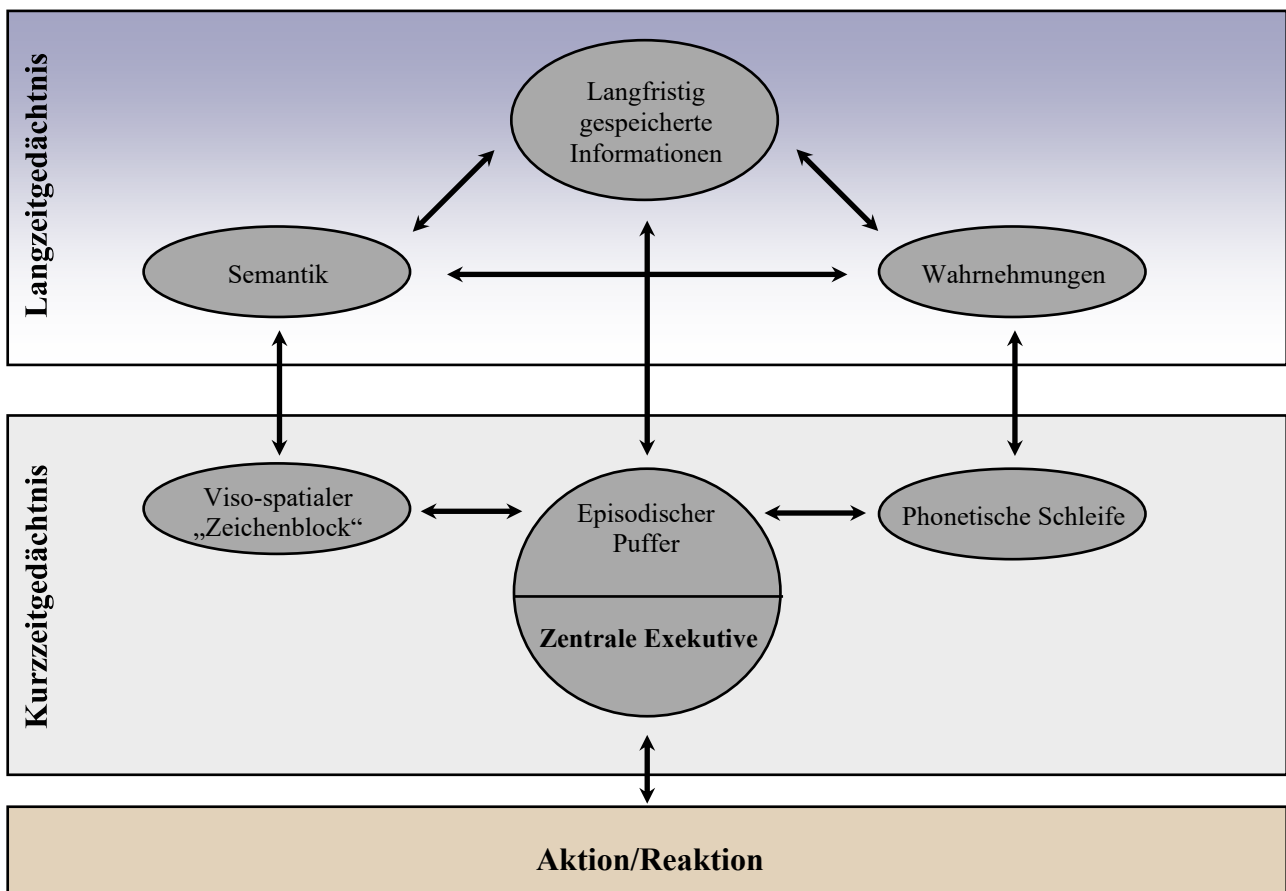 Langzeitgedächtnis
Langfristig
gespeicherte
Informationen
Semantik
Wahrnehmungen
Kurzzeitgedächtnis
Viso-spatialer
„Zeichenblock“
Episodischer
Puffer
Zentrale Exekutive
Phonetische Schleife
Aktion/Reaktion